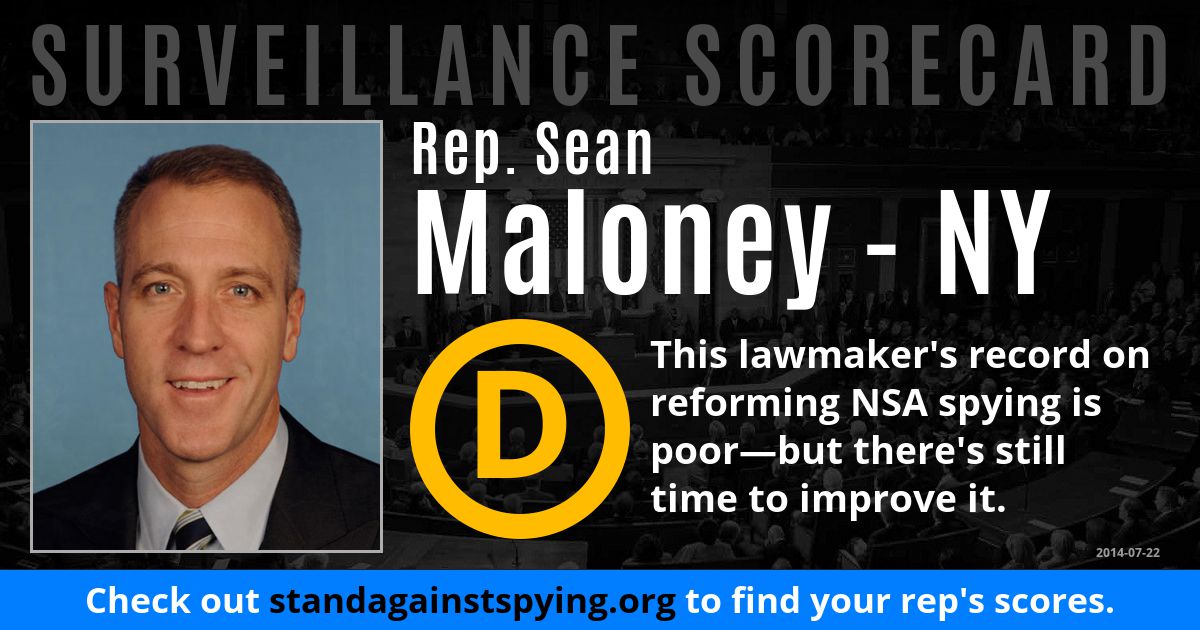 SURVEILLANCE SCORECARD
Rep. Sean
Maloney - NY
D
This lawmaker's record on
reforming NSA spying is
poor—but there's still
time to improve it.
2014-07-22
Check out standagainstspying.org to find your rep's scores.